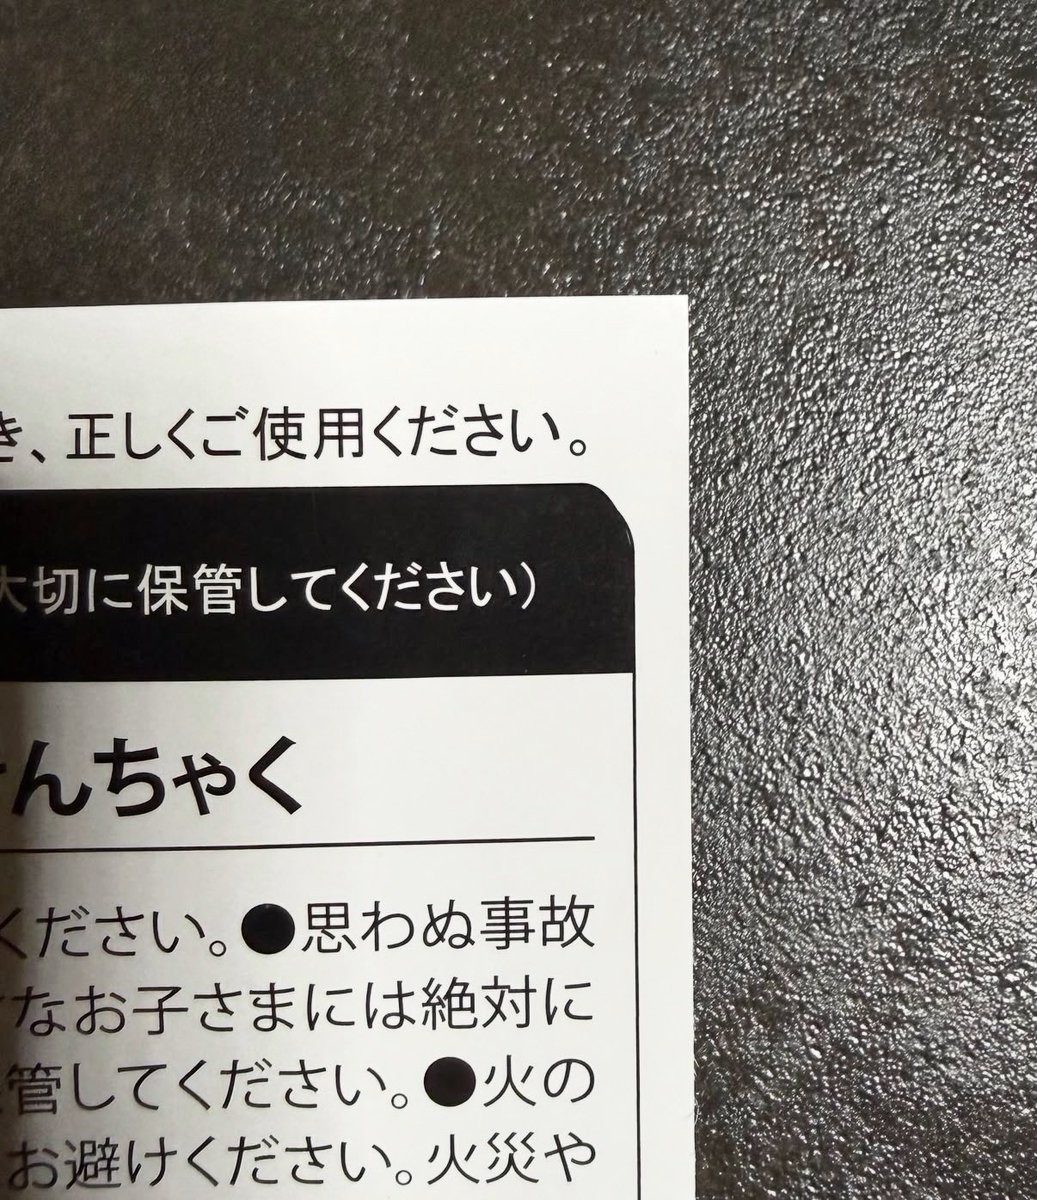 き、正しくご使用ください。
大切に保管してください）
んちゃく
ください。●思わぬ事故
なお子さまには絶対に
管してください。●火の
お避けください。火災や